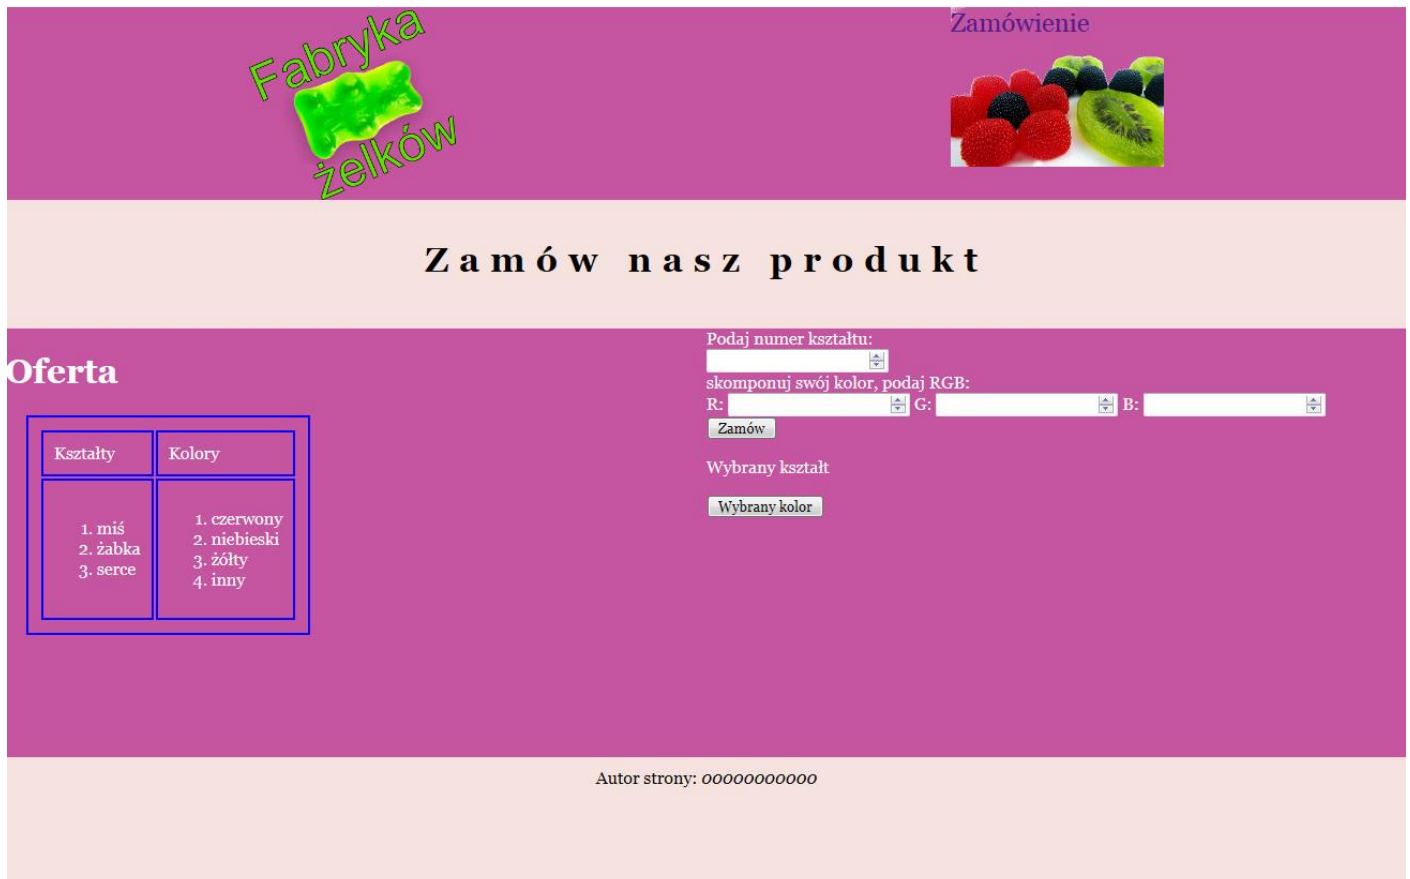 Fabryka
żelków
Zamówienie
Zamów nasz produkt
Oferta
Kształty Kolory
1. miś
2. żabka
3. serce
1. czerwony
2. niebieski
3. żółty
4. inny
Podaj numer kształtu:
skomponuj swój kolor, podaj RGB:
R: G: B:
Zamów
Wybrany kształt
Wybrany kolor
Autor strony: 00000000000